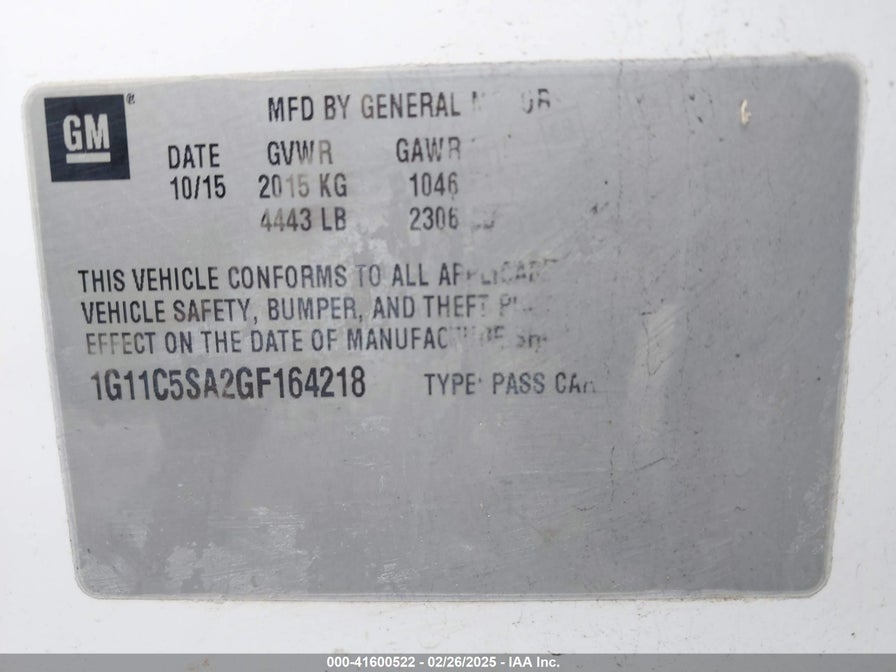 GM®
MFD BY GENERAL
DATE GVWR GAWR
10/15 2015 KG 1046
4443 LB 2306
THIS VEHICLE CONFORMS TO ALL
VEHICLE SAFETY, BUMPER, AND THEFT
EFFECT ON THE DATE OF
1G11C5SA2GF164218 TYPE: PASS CAR
000-41600522 - 02/26/2025 - IAA Inc.